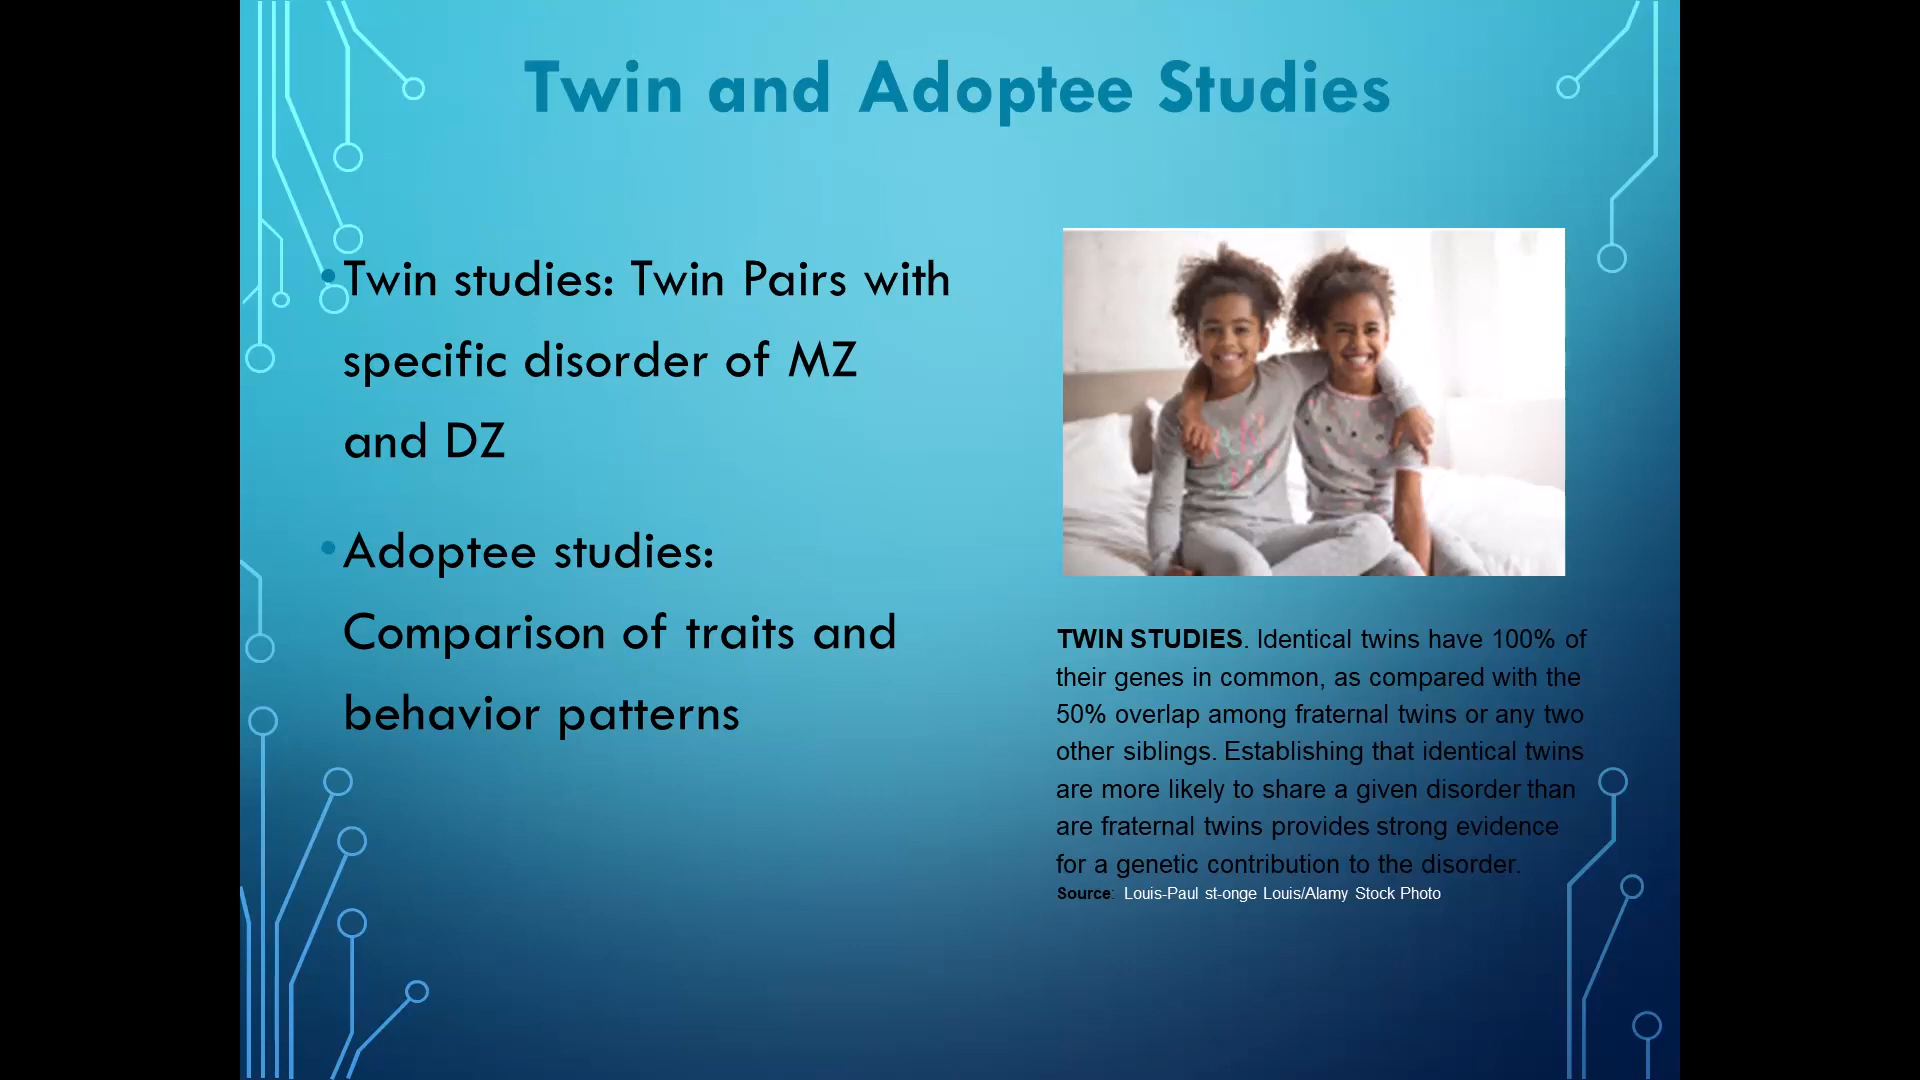 Twin and Adoptee Studies
• Twin studies: Twin Pairs with
specific disorder of MZ
and DZ
• Adoptee studies:
Comparison of traits and
behavior patterns
TWIN STUDIES. Identical twins have 100% of
their genes in common, as compared with the
50% overlap among fraternal twins or any two
other siblings. Establishing that identical twins
are more likely to share a given disorder than
are fraternal twins provides strong evidence
for a genetic contribution to the disorder.
Source: Louis-Paul st-onge Louis/Alamy Stock Photo